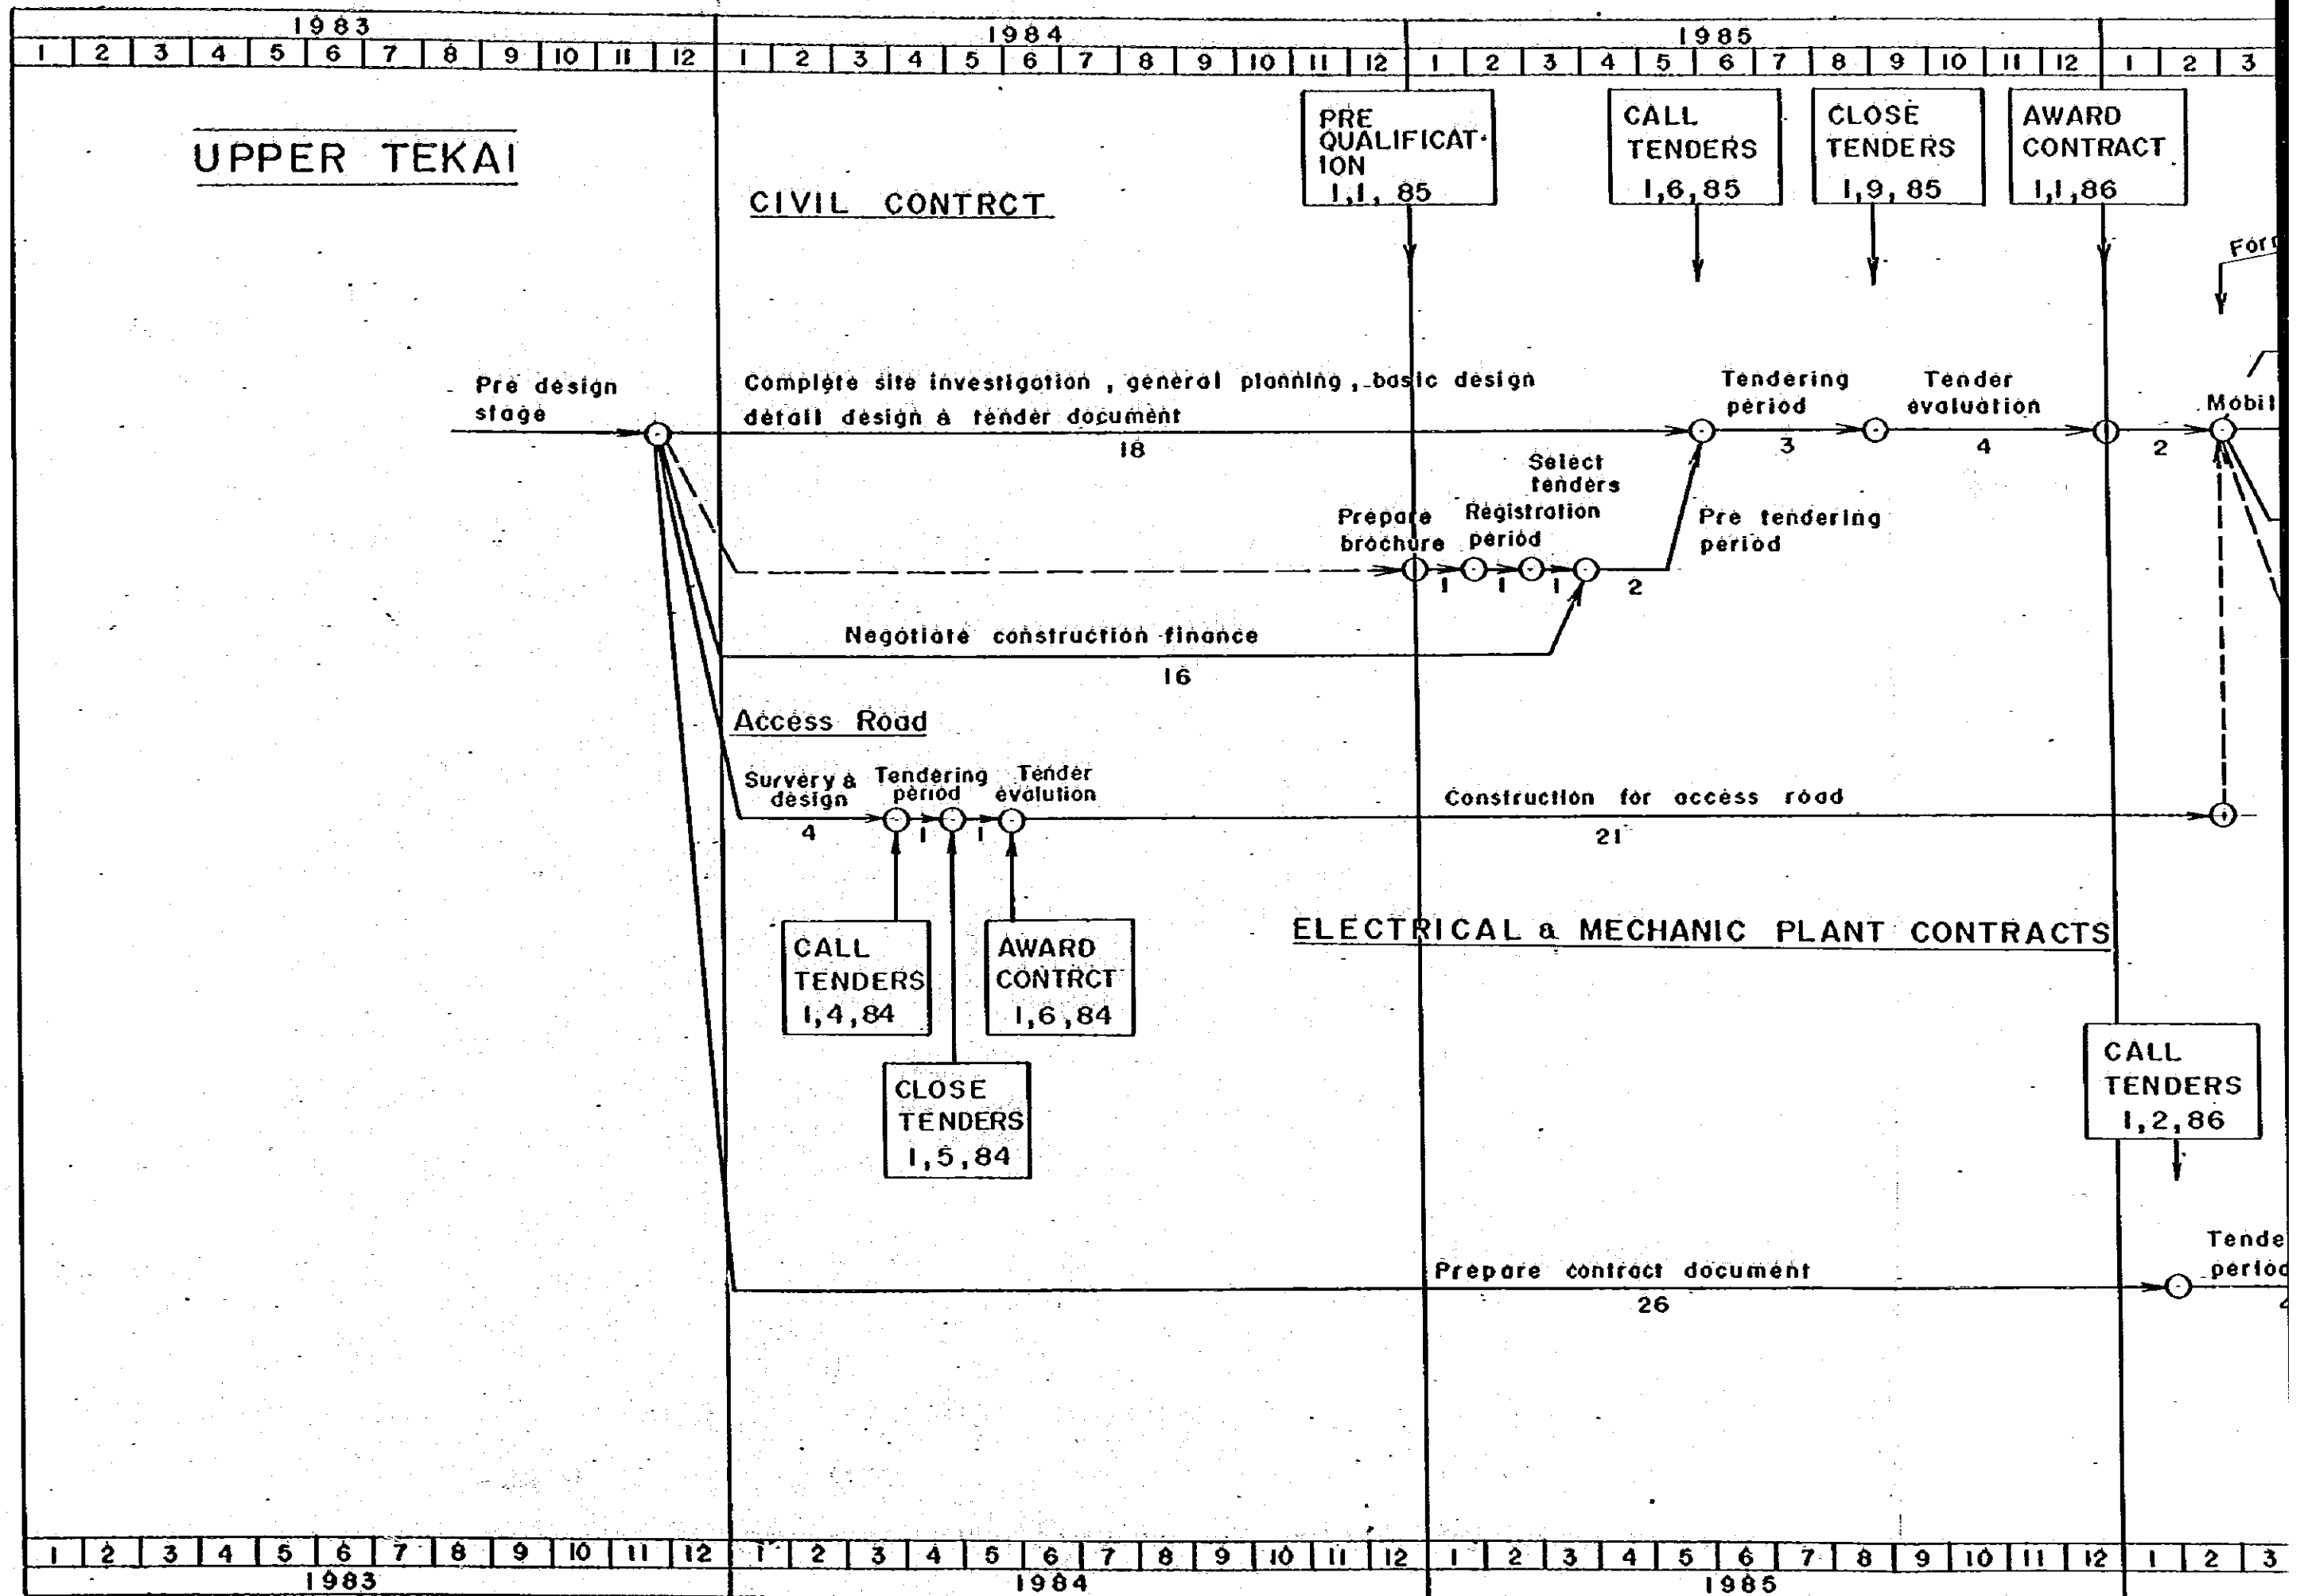 1983 1984 1985
1 2 3 4 5 6 7 8 9 10 11 12 1 2 3 4 5 6 7 8 9 10 11 12 1 2 3 4 5 6 7 8 9 10 11 12 1 2 3
UPPER TEKAI
CIVIL CONTRCT
PRE
QUALIFICAT-
ION
1,1, 85
CALL
TENDERS
1,6,85
CLOSE
TENDERS
1,9, 85
AWARD
CONTRACT
1,1,86
Pre design
stage
Complete site investigation , general planning , basic design
detail design & tender document
18
Tendering
period
3
Tender
evaluation
4
2
Mobil
Select
tenders
Prepare
brochure
Registration
period
Pre tendering
period
1 1 1 2
Negotiate construction finance
16
Access Road
Survery &
design
4
Tendering
period
1
Tender
evalution
1
Construction for access road
21
CALL
TENDERS
1,4,84
AWARD
CONTRCT
1,6,84
CLOSE
TENDERS
1,5,84
ELECTRICAL & MECHANIC PLANT CONTRACTS
CALL
TENDERS
1,2,86
Prepare contract document
26
Tende
period
1 2 3 4 5 6 7 8 9 10 11 12 1 2 3 4 5 6 7 8 9 10 11 12 1 2 3 4 5 6 7 8 9 10 11 12 1 2 3
1983 1984 1985